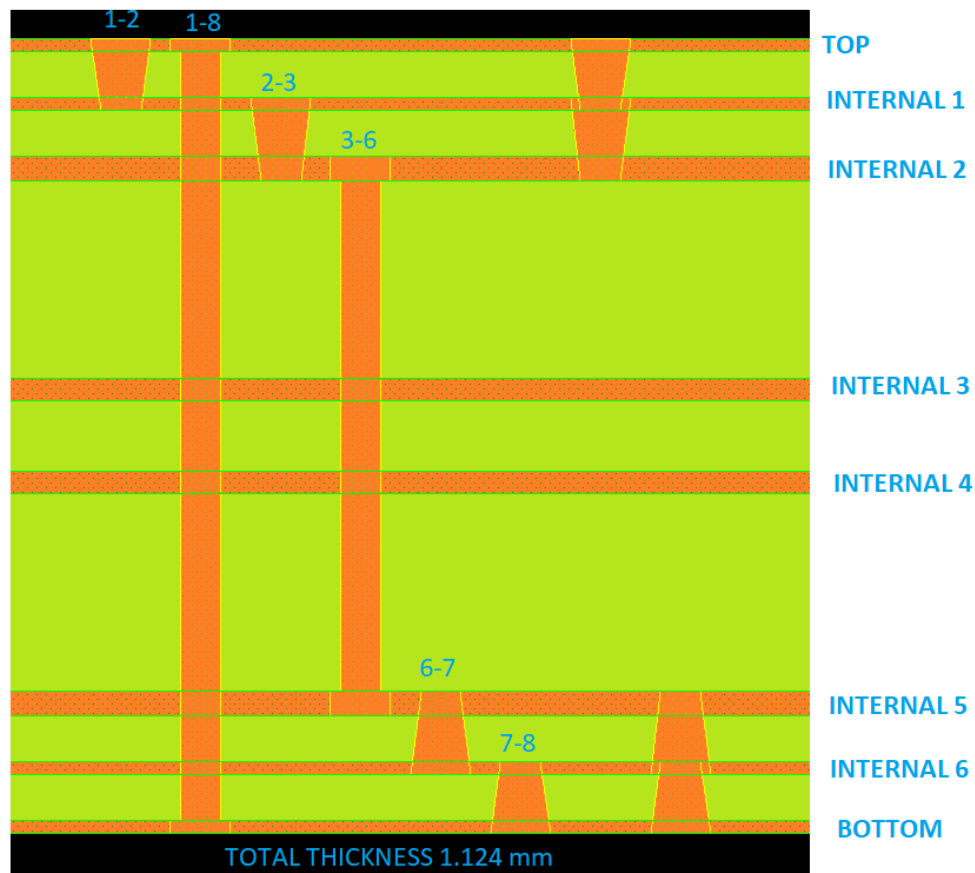 1-2
1-8
TOP
2-3
INTERNAL 1
3-6
INTERNAL 2
INTERNAL 3
INTERNAL 4
6-7
INTERNAL 5
7-8
INTERNAL 6
BOTTOM
TOTAL THICKNESS 1.124 mm